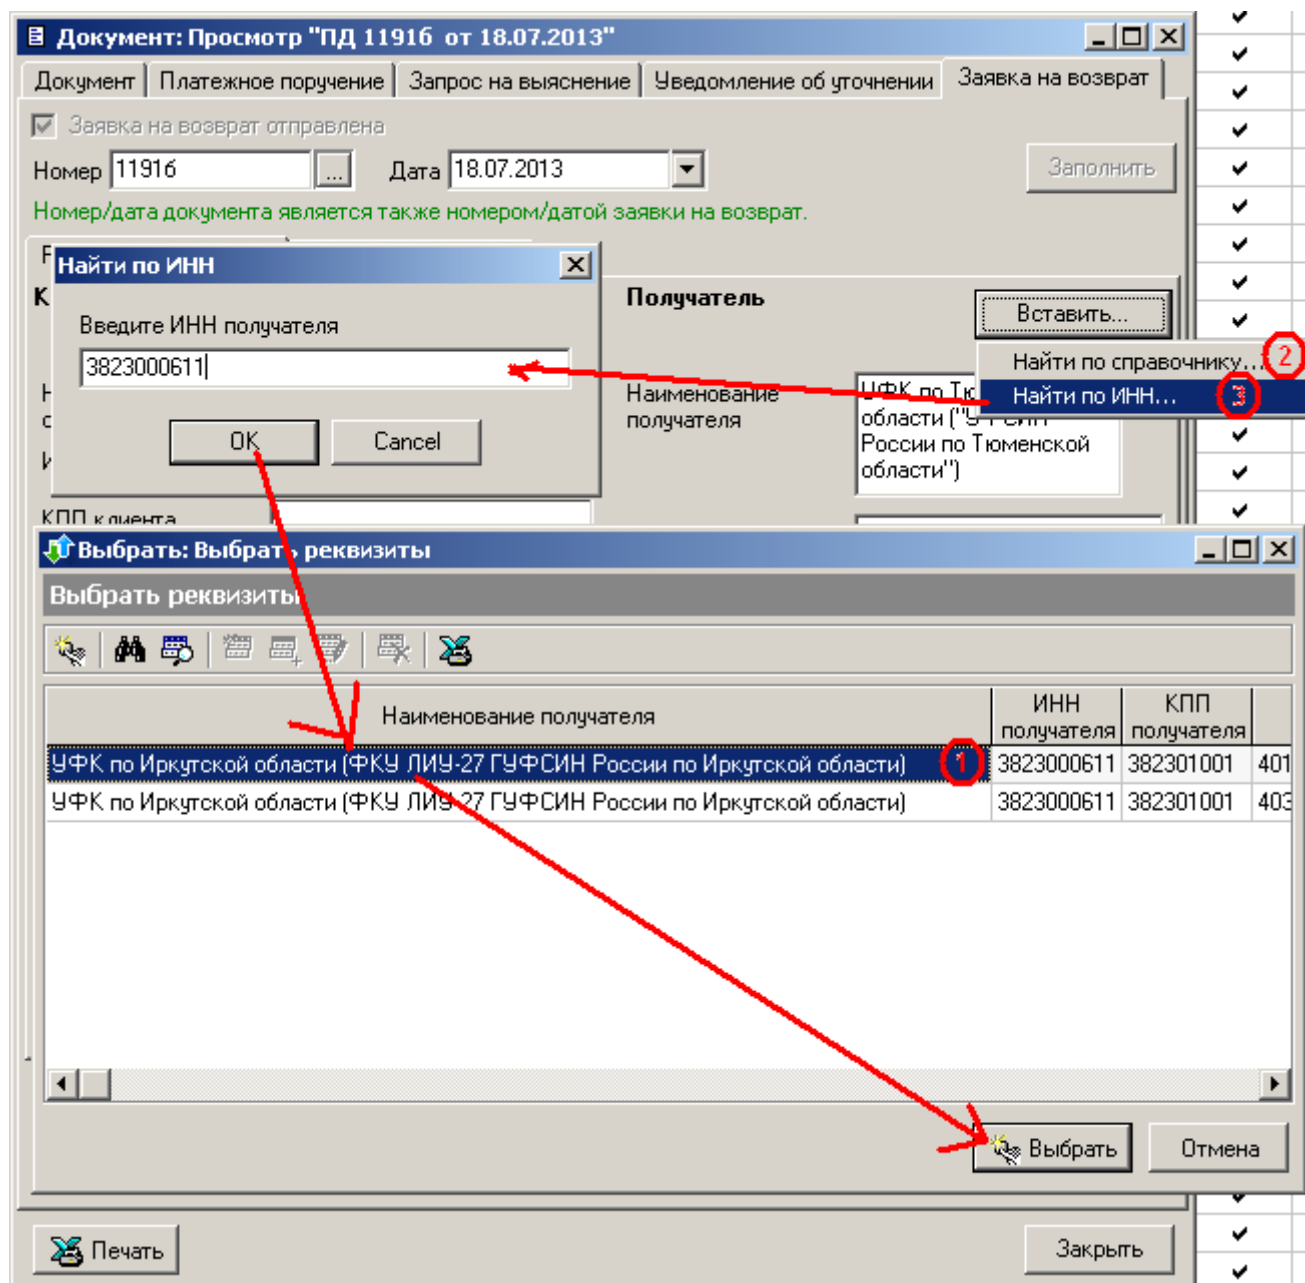 Документ: Просмотр "ПД 11916 от 18.07.2013"
Документ Платежное поручение Запрос на выяснение Уведомление об уточнении Заявка на возврат
Заявка на возврат отправлена
Номер 11916 ... Дата 18.07.2013 Заполнить
Номер/дата документа является также номером/датой заявки на возврат.
Найти по ИНН
Введите ИНН получателя
3823000611
OK Cancel
Получатель
Вставить...
Найти по справочнику... 2
Найти по ИНН... 3
Наименование
получателя
УФК по
области ("УФСИН
России по Тюменской
области")
КПП клиента
Выбрать: Выбрать реквизиты
Выбрать реквизиты
Наименование получателя ИНН получателя КПП получателя
УФК по Иркутской области (ФКУ ЛИУ-27 ГУФСИН России по Иркутской области) 1 3823000611 382301001 401
УФК по Иркутской области (ФКУ ЛИУ-27 ГУФСИН России по Иркутской области) 3823000611 382301001 403
Выбрать Отмена
Печать Закрыть